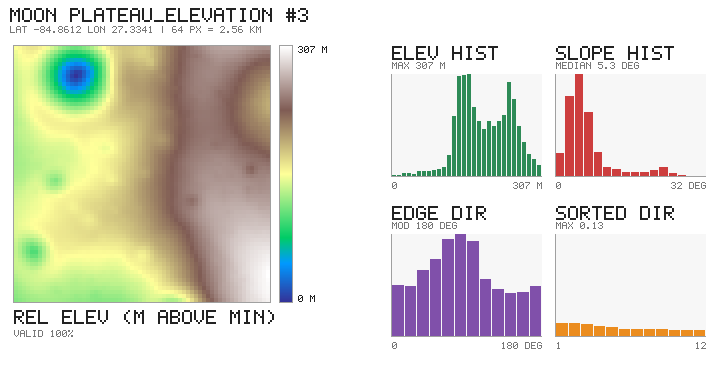 MOON PLATEAU_ELEVATION #3
LAT -84.8612 LON 27.3341 | 64 PX = 2.56 KM
307 M
0 M
REL ELEV (M ABOVE MIN)
VALID 100%
ELEV HIST
MAX 307 M
0 307 M
SLOPE HIST
MEDIAN 5.3 DEG
0 32 DEG
EDGE DIR
MOD 180 DEG
0 180 DEG
SORTED DIR
MAX 0.13
1 12